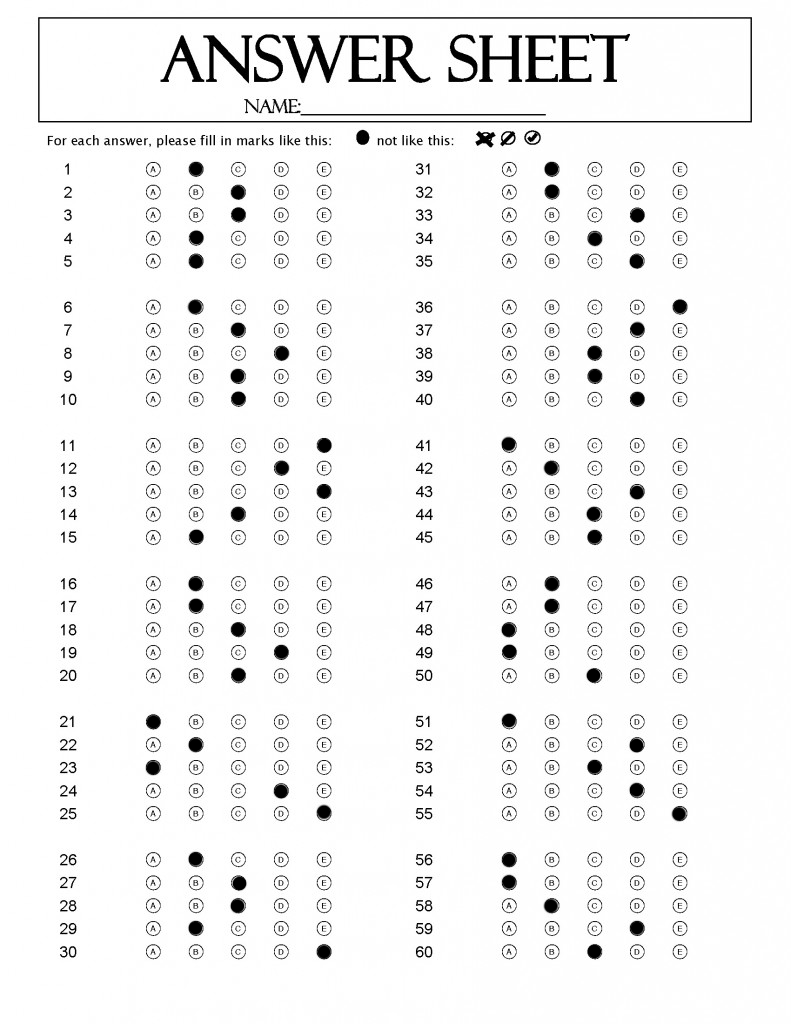 ANSWER SHEET
NAME:
For each answer, please fill in marks like this: not like this:
1 A C D E 31 A C D E
2 A B D E 32 A C D E
3 A B D E 33 A B C E
4 A C D E 34 A B D E
5 A C D E 35 A B C E
6 A C D E 36 A B C D
7 A B D E 37 A B C E
8 A B C E 38 A B D E
9 A B D E 39 A B D E
10 A B D E 40 A B C E
11 A B C D 41 B C D E
12 A B C E 42 A C D E
13 A B C D 43 A B C E
14 A B D E 44 A B D E
15 A C D E 45 A B D E
16 A C D E 46 A C D E
17 A C D E 47 A C D E
18 A B D E 48 B C D E
19 A B C E 49 B C D E
20 A B D E 50 A B D E
21 B C D E 51 B C D E
22 A C D E 52 A B C E
23 B C D E 53 A B D E
24 A B C E 54 A B C E
25 A B C D 55 A B C D
26 A C D E 56 B C D E
27 A B D E 57 B C D E
28 A B D E 58 A C D E
29 A C D E 59 A B C E
30 A B C D 60 A B D E